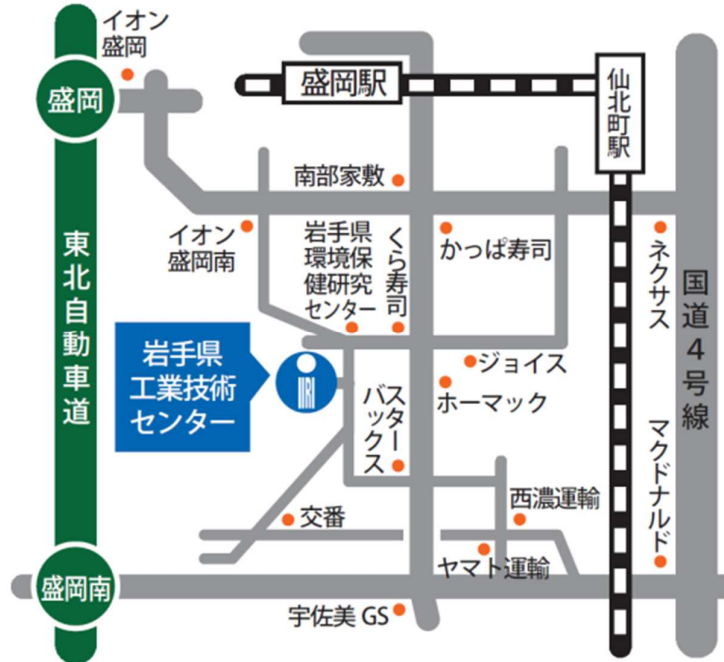 イオン
盛岡
盛岡
盛岡駅
仙北町駅
南部家敷
イオン
盛岡南
岩手県
環境保
健研究
センター
くら寿司
かっぱ寿司
ネクサス
東北自動車道
国道4号線
岩手県
工業技術
センター
IIRI
ジョイス
ホーマック
スター
バックス
マクドナルド
西濃運輸
交番
ヤマト運輸
盛岡南
宇佐美 GS